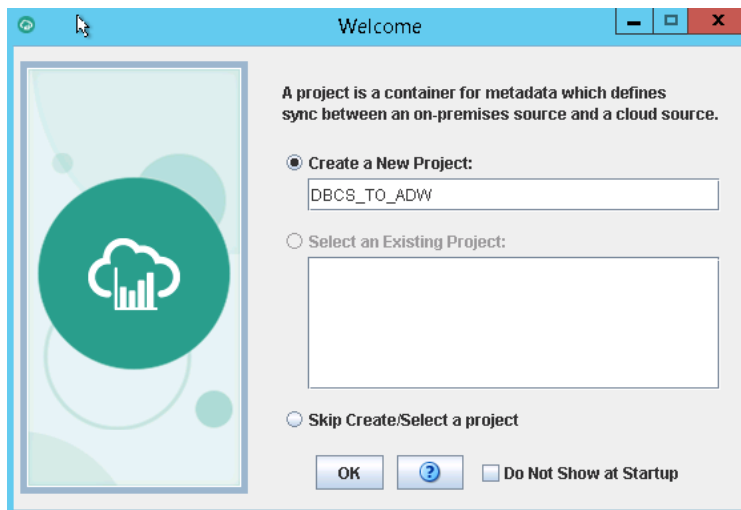 Welcome
A project is a container for metadata which defines
sync between an on-premises source and a cloud source.
Create a New Project:
DBCS_TO_ADW
Select an Existing Project:
Skip Create/Select a project
OK
?
Do Not Show at Startup